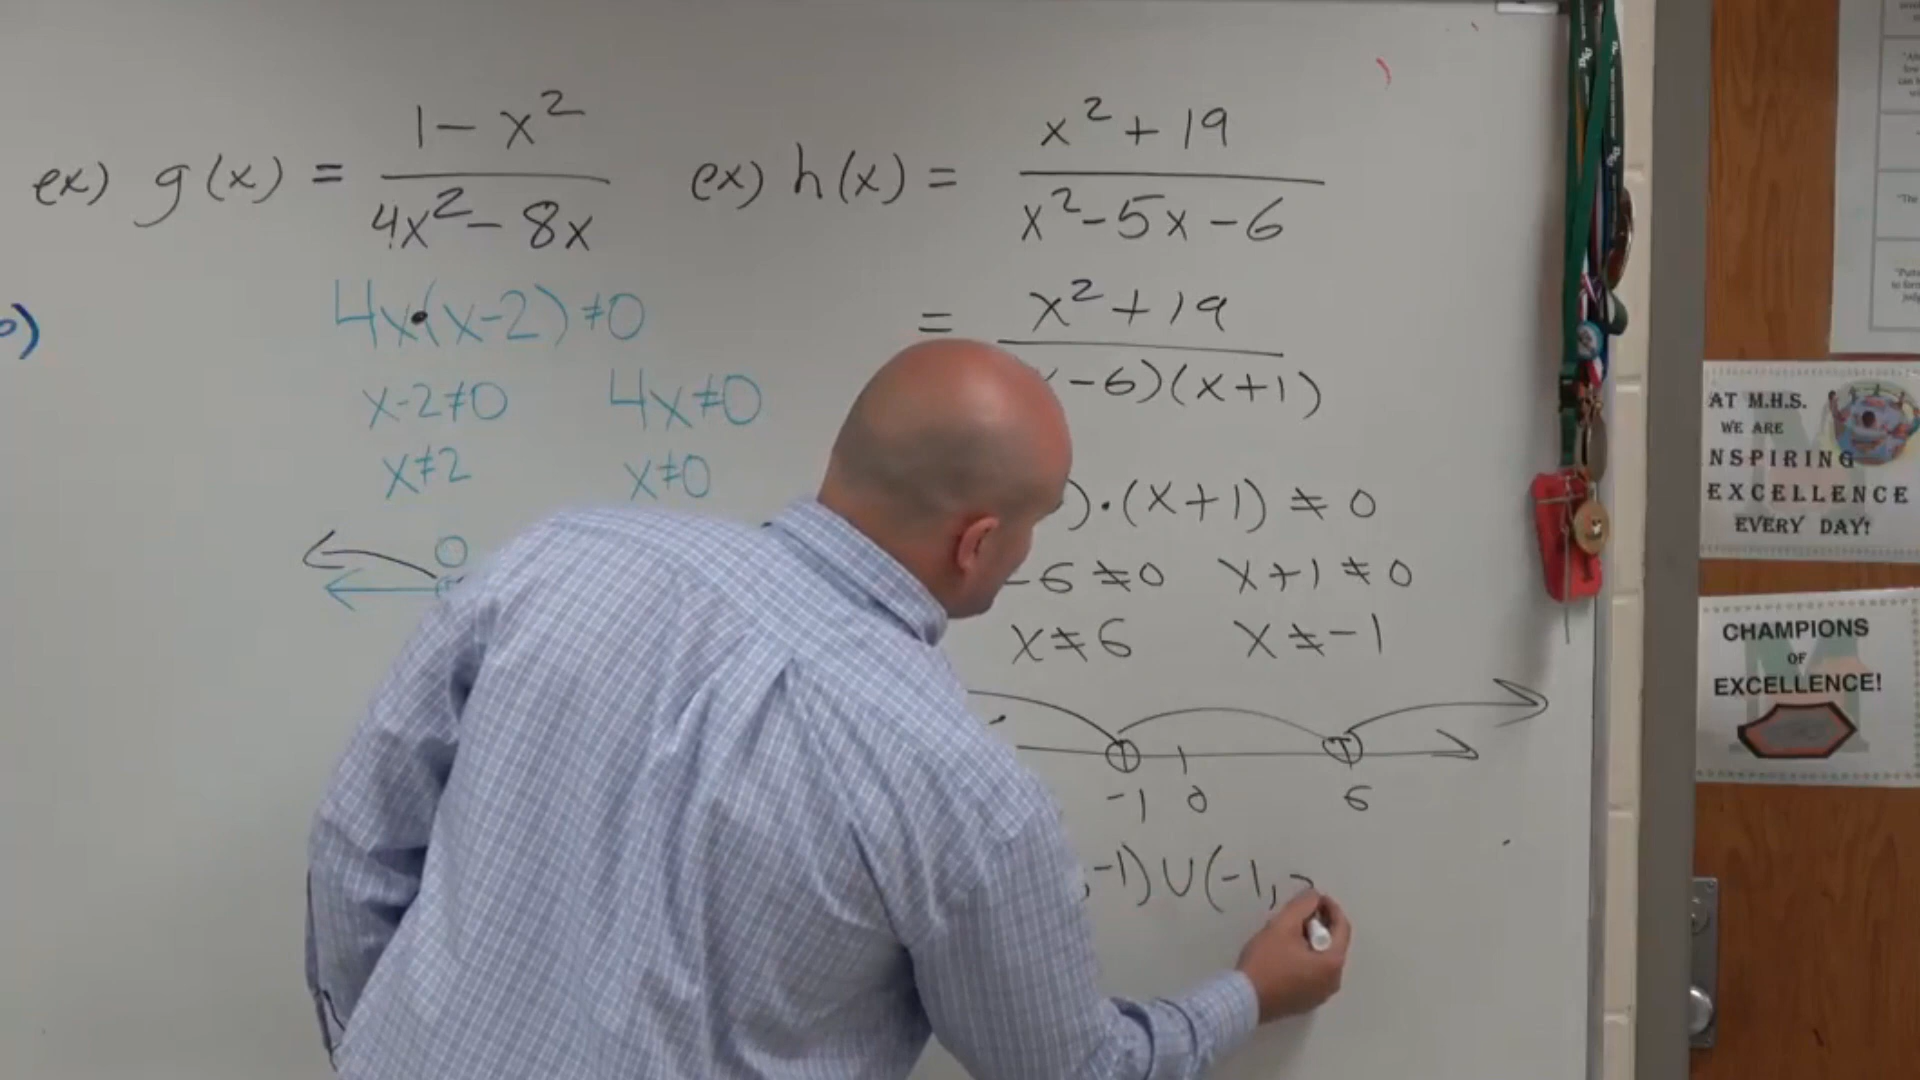 ex) g(x) = 1 - x²
4x² - 8x
4x·(x-2) ≠ 0
x-2≠0 4x≠0
x≠2 x≠0
0
ex) h(x) = x² + 19
x² - 5x - 6
= x² + 19
- 6)(x+1)
)·(x+1) ≠ 0
-6 ≠ 0 x+1 ≠ 0
x≠6 x≠-1
-1 0 6
,-1) ∪ (-1,
AT M.H.S.
WE ARE
NSPIRING
EXCELLENCE
EVERY DAY!
CHAMPIONS
OF
EXCELLENCE!